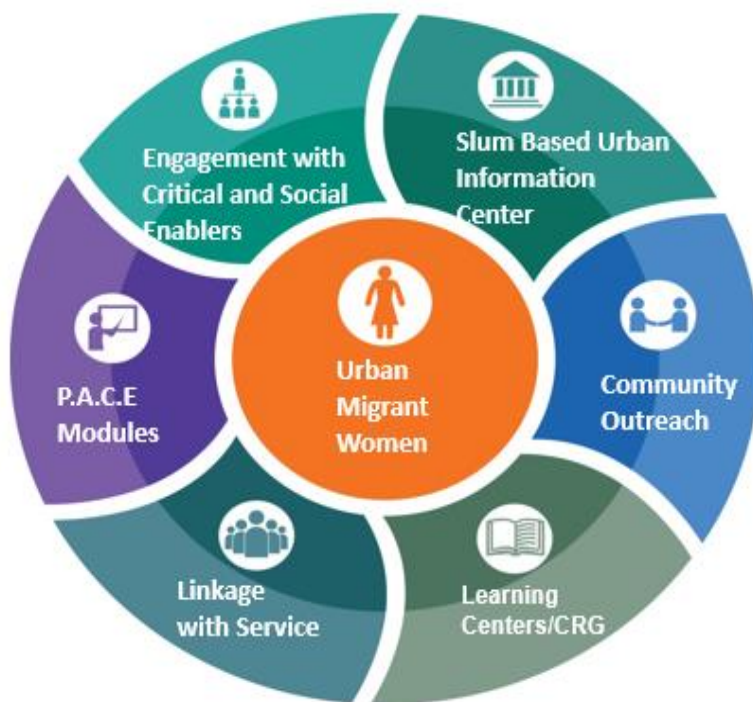 Engagement with
Critical and Social
Enablers
Slum Based Urban
Information
Center
Urban
Migrant
Women
P.A.C.E
Modules
Community
Outreach
Linkage
with Service
Learning
Centers/CRG